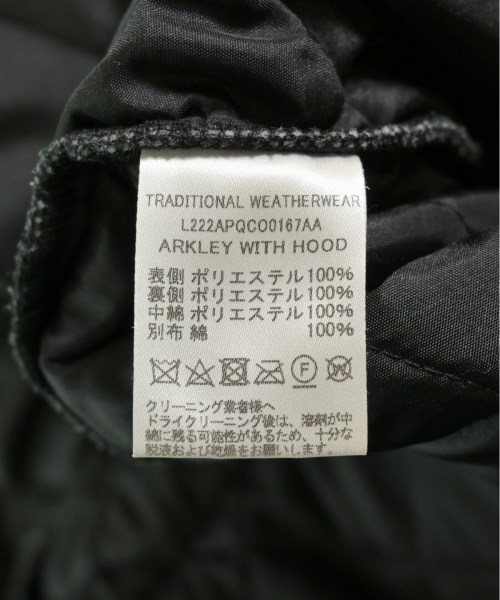 TRADITIONAL WEATHERWEAR
L222APQCO0167AA
ARKLEY WITH HOOD
表側 ポリエステル100%
裏側 ポリエステル100%
中綿 ポリエステル100%
別布 綿 100%
F W
クリーニング業者様へ
ドライクリーニング後は、溶剤が中
綿に残る可能性があるため、十分な
脱液および乾燥をお願いします。